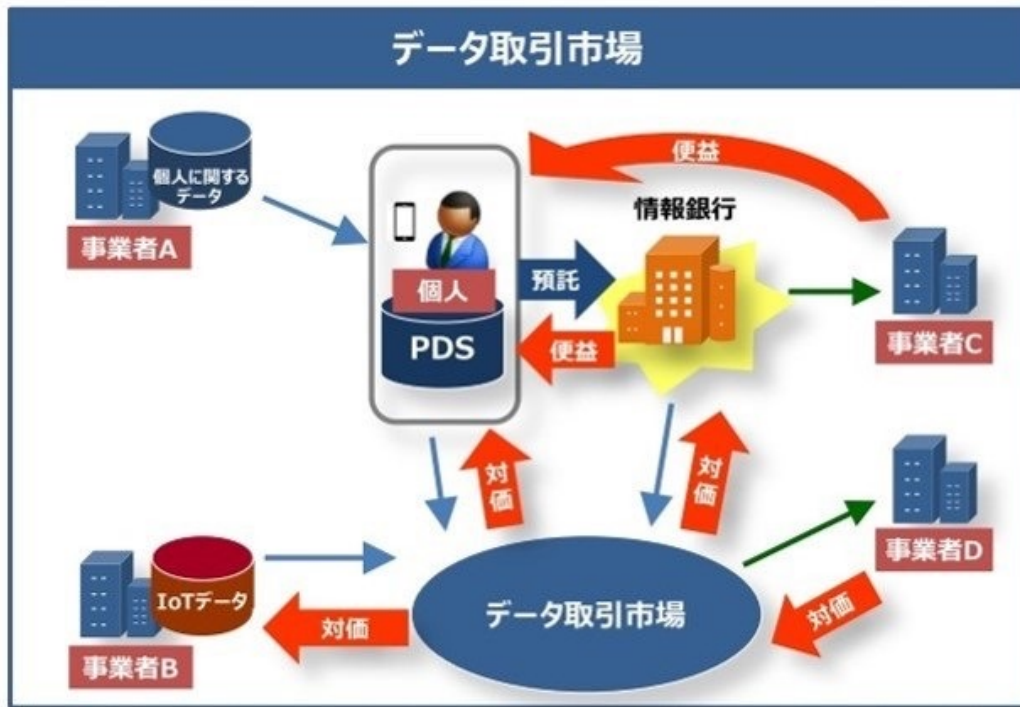 データ取引市場
個人に関する
データ
事業者A
便益
情報銀行
個人
預託
PDS
便益
事業者C
対価
対価
事業者D
IoTデータ
データ取引市場
対価
対価
事業者B